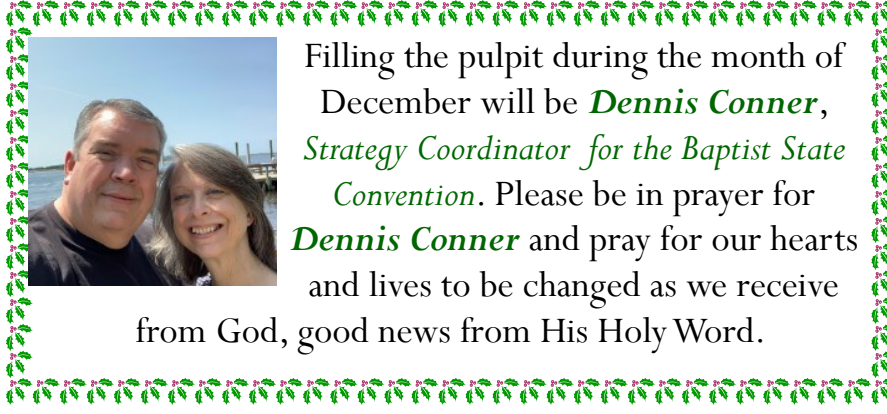 Filling the pulpit during the month of
December will be Dennis Conner,
Strategy Coordinator for the Baptist State
Convention. Please be in prayer for
Dennis Conner and pray for our hearts
and lives to be changed as we receive
from God, good news from His Holy Word.